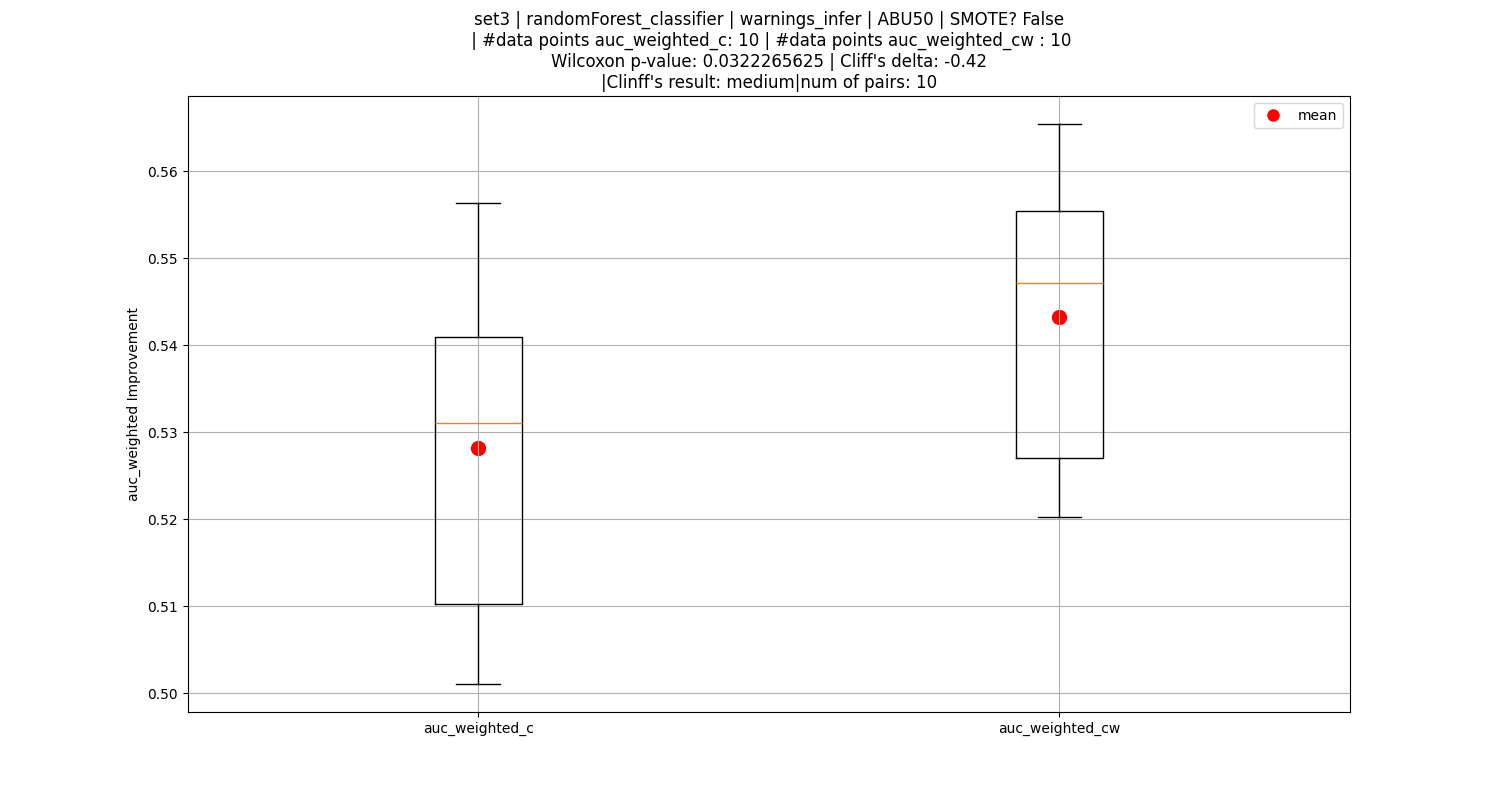 set3 | randomForest_classifier | warnings_infer | ABU50 | SMOTE? False
| #data points auc_weighted_c: 10 | #data points auc_weighted_cw : 10
Wilcoxon p-value: 0.0322265625 | Cliff's delta: -0.42
|Clinff's result: medium|num of pairs: 10
mean
auc_weighted Improvement
0.56
0.55
0.54
0.53
0.52
0.51
0.50
auc_weighted_c
auc_weighted_cw